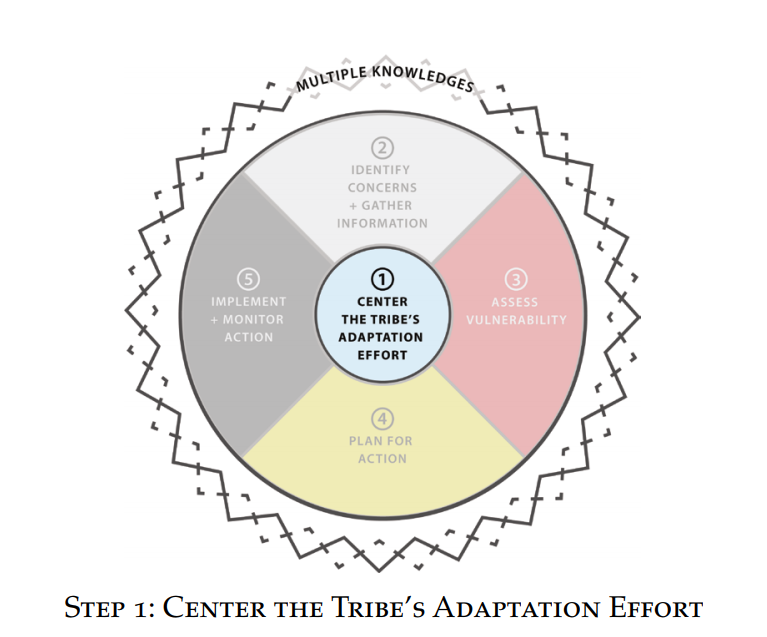 MULTIPLE KNOWLEDGES
2
IDENTIFY
CONCERNS
+ GATHER
INFORMATION
1
CENTER
THE TRIBE'S
ADAPTATION
EFFORT
3
ASSESS
VULNERABILITY
4
PLAN FOR
ACTION
5
IMPLEMENT
+ MONITOR
ACTION
STEP 1: CENTER THE TRIBE'S ADAPTATION EFFORT